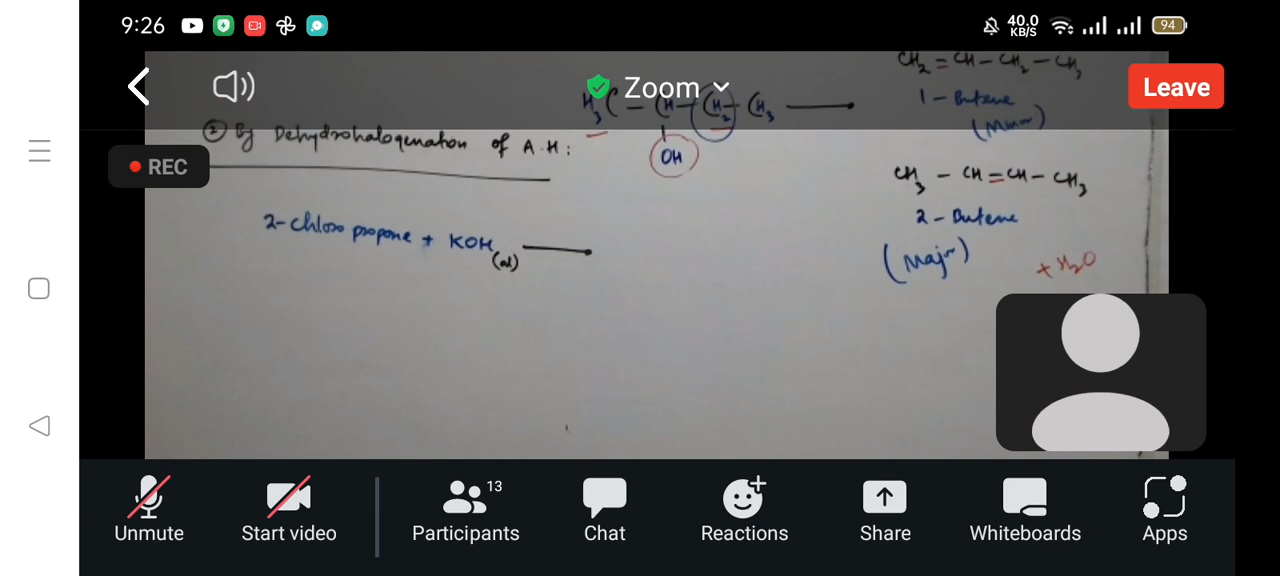 9:26
40.0
KB/S
94
Zoom
Leave
REC
CH2 = CH - CH2 - CH3
1 - Butene
(Minor)
H3C - CH - CH2 - CH3
OH
② By Dehydrohalogenation of A.H:
CH3 - CH = CH - CH3
2 - Butene
(Major)
+ H2O
2-chloro propane + KOH
(al)
Unmute
Start video
13
Participants
Chat
Reactions
Share
Whiteboards
Apps